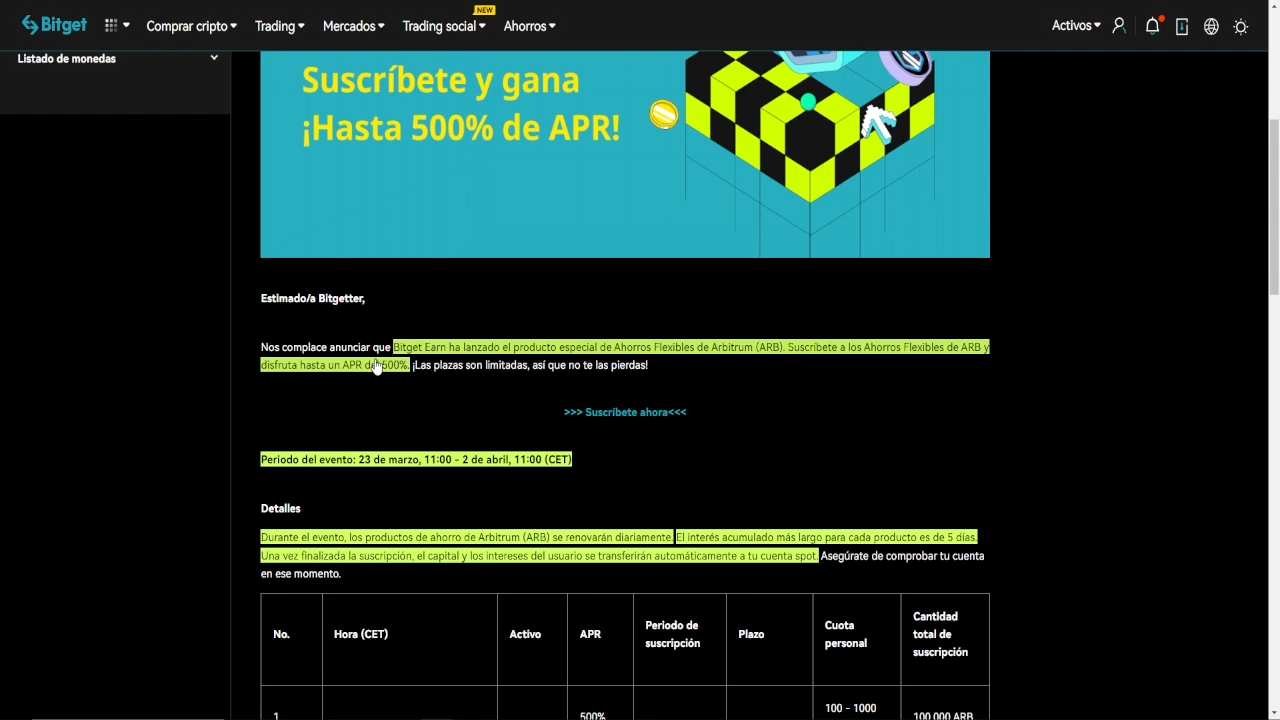 Bitget
Comprar cripto
Trading
Mercados
Trading social
NEW
Ahorros
Activos
Listado de monedas
Suscríbete y gana
¡Hasta 500% de APR!
Estimado/a Bitgetter,
Nos complace anunciar que Bitget Earn ha lanzado el producto especial de Ahorros Flexibles de Arbitrum (ARB). Suscríbete a los Ahorros Flexibles de ARB y
disfruta hasta un APR de 500%. ¡Las plazas son limitadas, así que no te las pierdas!
>>> Suscríbete ahora<<<
Periodo del evento: 23 de marzo, 11:00 - 2 de abril, 11:00 (CET)
Detalles
Durante el evento, los productos de ahorro de Arbitrum (ARB) se renovarán diariamente. El interés acumulado más largo para cada producto es de 5 días.
Una vez finalizada la suscripción, el capital y los intereses del usuario se transferirán automáticamente a tu cuenta spot. Asegúrate de comprobar tu cuenta
en ese momento.
No.
Hora (CET)
Activo
APR
Periodo de
suscripción
Plazo
Cuota
personal
Cantidad
total de
suscripción
1
500%
100 - 1000
100,000 ARB